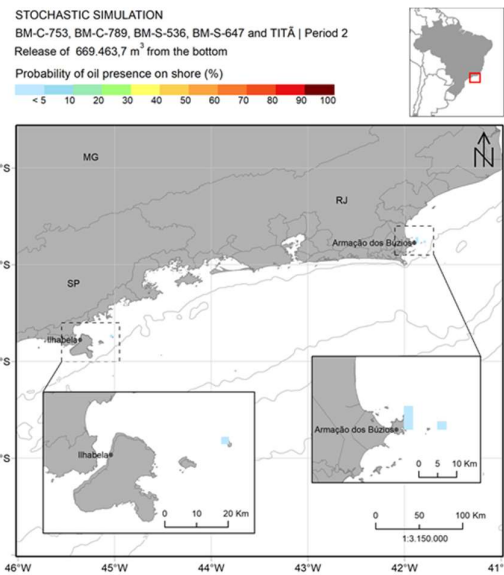 STOCHASTIC SIMULATION
BM-C-753, BM-C-789, BM-S-536, BM-S-647 and TITÃ | Period 2
Release of 669.463,7 m³ from the bottom
Probability of oil presence on shore (%)
< 5 10 20 30 40 50 60 70 80 90 100
MG
N
RJ
°S
Armação dos Búzios
°S
SP
Ilhabela
°S
Armação dos Búzios
0 5 10 Km
Ilhabela
°S
0 10 20 Km
0 50 100 Km
1:3.150.000
46°W 45°W 44°W 43°W 42°W 41°